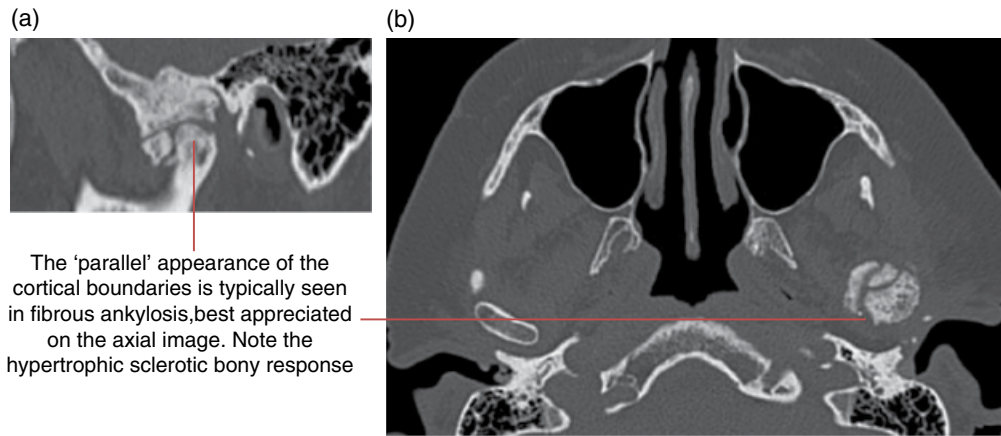 (a)
(b)
The ‘parallel’ appearance of the
cortical boundaries is typically seen
in fibrous ankylosis,best appreciated
on the axial image. Note the
hypertrophic sclerotic bony response